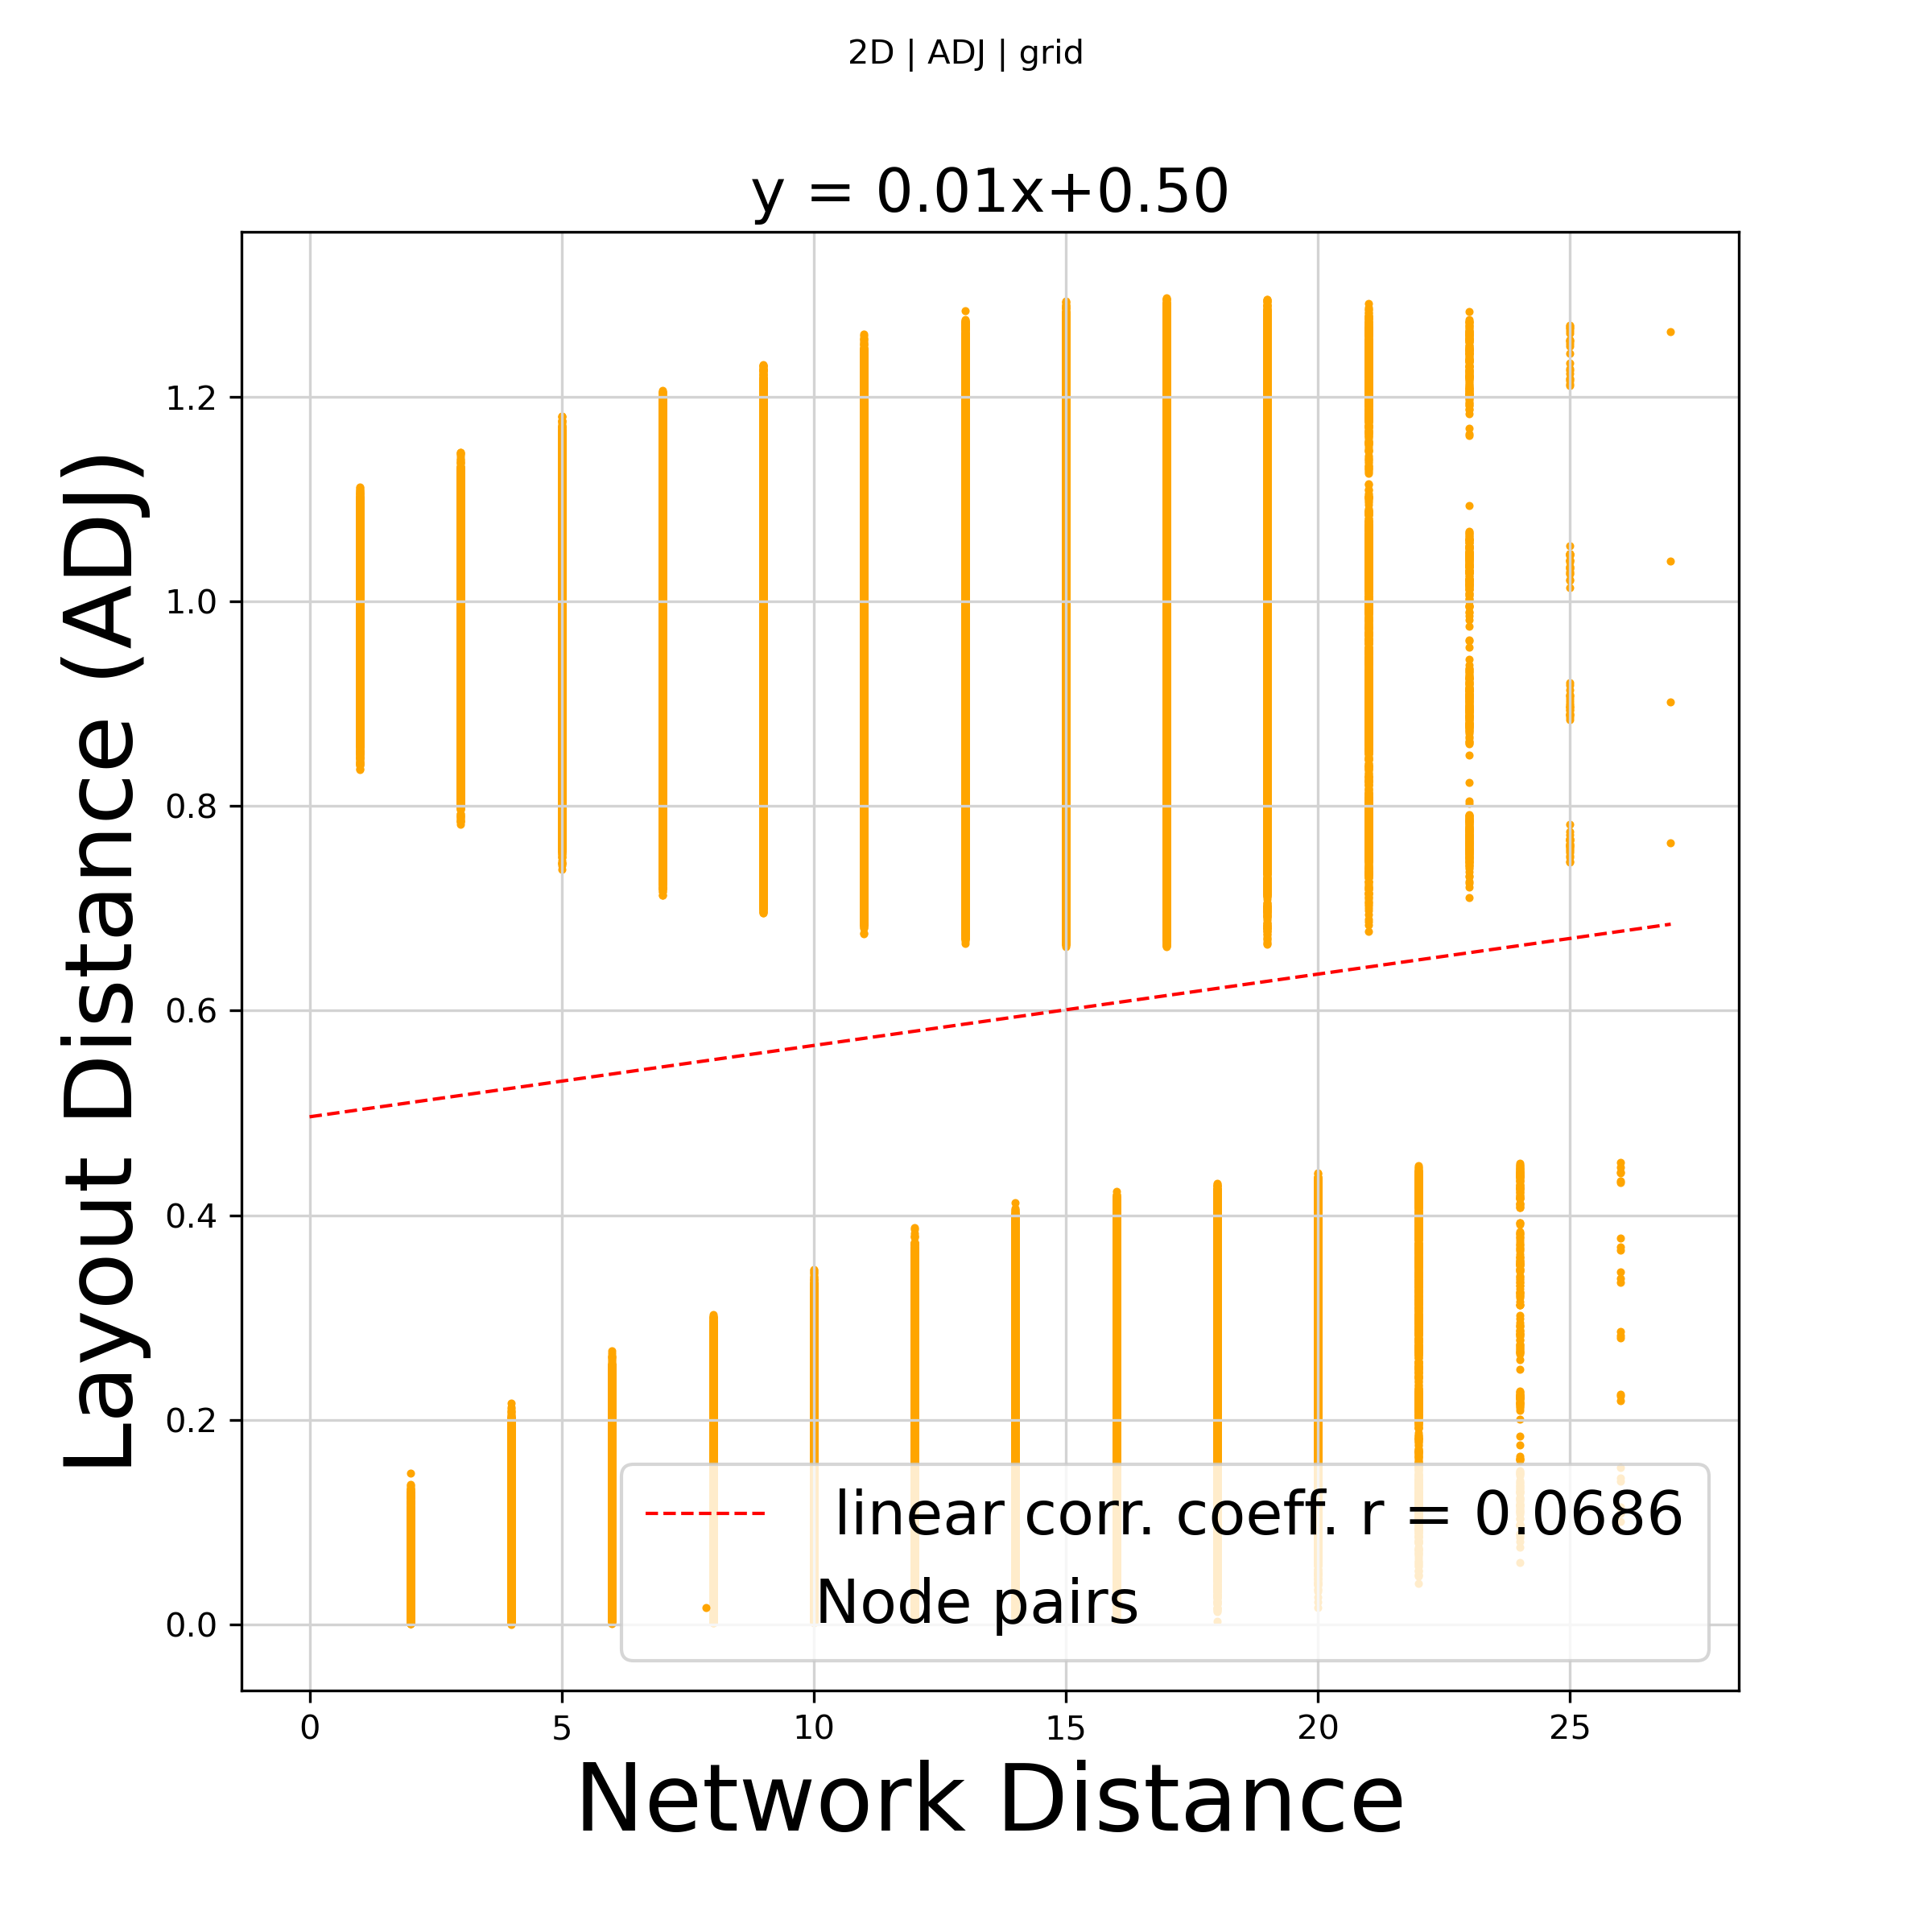 2D | ADJ | grid
y = 0.01x+0.50
Layout Distance (ADJ)
1.2
1.0
0.8
0.6
0.4
0.2
0.0
linear corr. coeff. r = 0.0686
Node pairs
0 5 10 15 20 25
Network Distance